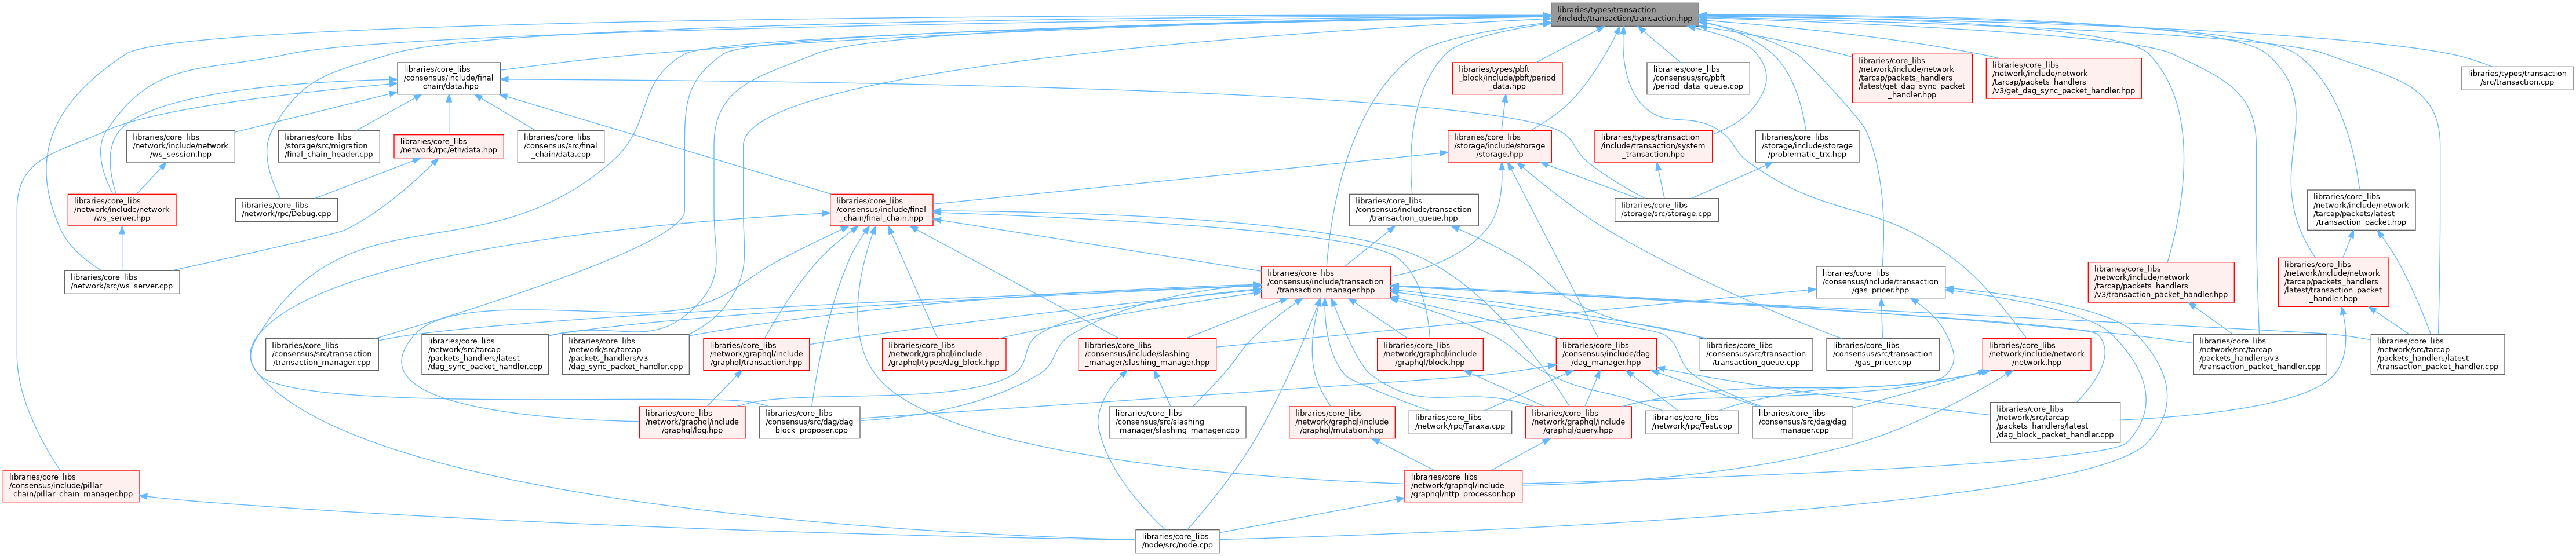 libraries/types/transaction
/include/transaction/transaction.hpp
libraries/core_libs
/consensus/include/final
_chain/data.hpp
libraries/types/pbft
_block/include/pbft/period
_data.hpp
libraries/core_libs
/consensus/src/pbft
/period_data_queue.cpp
libraries/core_libs
/network/include/network
/tarcap/packets_handlers
/latest/get_dag_sync_packet
_handler.hpp
libraries/core_libs
/network/include/network
/tarcap/packets_handlers
/v3/get_dag_sync_packet_handler.hpp
libraries/types/transaction
/src/transaction.cpp
libraries/core_libs
/network/include/network
/ws_session.hpp
libraries/core_libs
/storage/src/migration
/final_chain_header.cpp
libraries/core_libs
/network/rpc/eth/data.hpp
libraries/core_libs
/consensus/src/final
_chain/data.cpp
libraries/core_libs
/storage/include/storage
/storage.hpp
libraries/types/transaction
/include/transaction/system
_transaction.hpp
libraries/core_libs
/storage/include/storage
/problematic_trx.hpp
libraries/core_libs
/network/include/network
/ws_server.hpp
libraries/core_libs
/network/rpc/Debug.cpp
libraries/core_libs
/consensus/include/final
_chain/final_chain.hpp
libraries/core_libs
/consensus/include/transaction
/transaction_queue.hpp
libraries/core_libs
/storage/src/storage.cpp
libraries/core_libs
/network/include/network
/tarcap/packets/latest
/transaction_packet.hpp
libraries/core_libs
/network/src/ws_server.cpp
libraries/core_libs
/consensus/include/transaction
/transaction_manager.hpp
libraries/core_libs
/consensus/include/transaction
/gas_pricer.hpp
libraries/core_libs
/network/include/network
/tarcap/packets_handlers
/v3/transaction_packet_handler.hpp
libraries/core_libs
/network/include/network
/tarcap/packets_handlers
/latest/transaction_packet
_handler.hpp
libraries/core_libs
/consensus/src/transaction
/transaction_manager.cpp
libraries/core_libs
/network/src/tarcap
/packets_handlers/latest
/dag_sync_packet_handler.cpp
libraries/core_libs
/network/src/tarcap
/packets_handlers/v3
/dag_sync_packet_handler.cpp
libraries/core_libs
/network/graphql/include
/graphql/transaction.hpp
libraries/core_libs
/network/graphql/include
/graphql/types/dag_block.hpp
libraries/core_libs
/consensus/include/slashing
_manager/slashing_manager.hpp
libraries/core_libs
/network/graphql/include
/graphql/block.hpp
libraries/core_libs
/consensus/include/dag
/dag_manager.hpp
libraries/core_libs
/consensus/src/transaction
/transaction_queue.cpp
libraries/core_libs
/consensus/src/transaction
/gas_pricer.cpp
libraries/core_libs
/network/include/network
/network.hpp
libraries/core_libs
/network/src/tarcap
/packets_handlers/v3
/transaction_packet_handler.cpp
libraries/core_libs
/network/src/tarcap
/packets_handlers/latest
/transaction_packet_handler.cpp
libraries/core_libs
/network/graphql/include
/graphql/log.hpp
libraries/core_libs
/consensus/src/dag/dag
_block_proposer.cpp
libraries/core_libs
/consensus/src/slashing
_manager/slashing_manager.cpp
libraries/core_libs
/network/graphql/include
/graphql/mutation.hpp
libraries/core_libs
/network/rpc/Taraxa.cpp
libraries/core_libs
/network/graphql/include
/graphql/query.hpp
libraries/core_libs
/network/rpc/Test.cpp
libraries/core_libs
/consensus/src/dag/dag
_manager.cpp
libraries/core_libs
/network/src/tarcap
/packets_handlers/latest
/dag_block_packet_handler.cpp
libraries/core_libs
/consensus/include/pillar
_chain/pillar_chain_manager.hpp
libraries/core_libs
/network/graphql/include
/graphql/http_processor.hpp
libraries/core_libs
/node/src/node.cpp